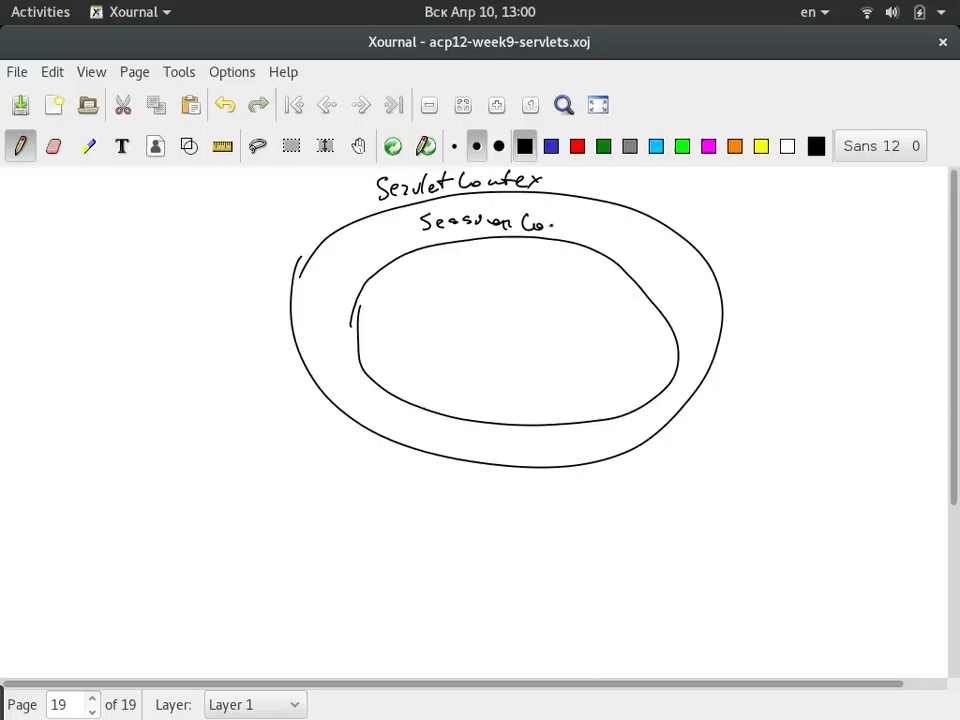 Activities Xournal Вск Апр 10, 13:00 en
Xournal - acp12-week9-servlets.xoj
File Edit View Page Tools Options Help
Sans 12 0
ServletContex
Session Co.
Page 19 of 19 Layer: Layer 1